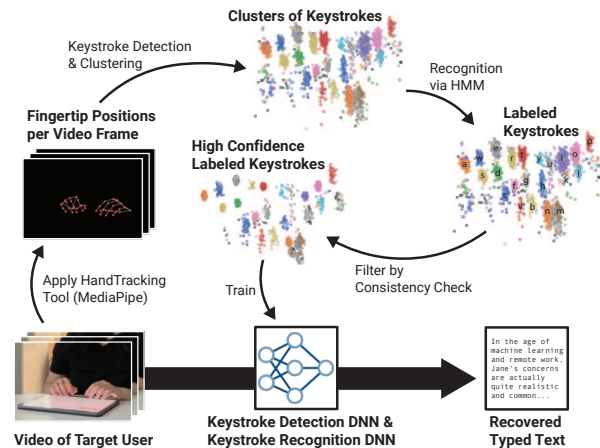 Clusters of Keystrokes
Keystroke Detection
& Clustering
Recognition
via HMM
Fingertip Positions
per Video Frame
Labeled
Keystrokes
High Confidence
Labeled Keystrokes
p
e
w
r
t
y
u
i
o
a
s
d
g
h
k
l
f
v
b
n
m
Filter by
Consistency Check
Apply HandTracking
Tool (MediaPipe)
Train
In the age of
machine learning
and remote work,
Jane's concerns
are actually
quite realistic
and common...
Video of Target User
Keystroke Detection DNN &
Keystroke Recognition DNN
Recovered
Typed Text